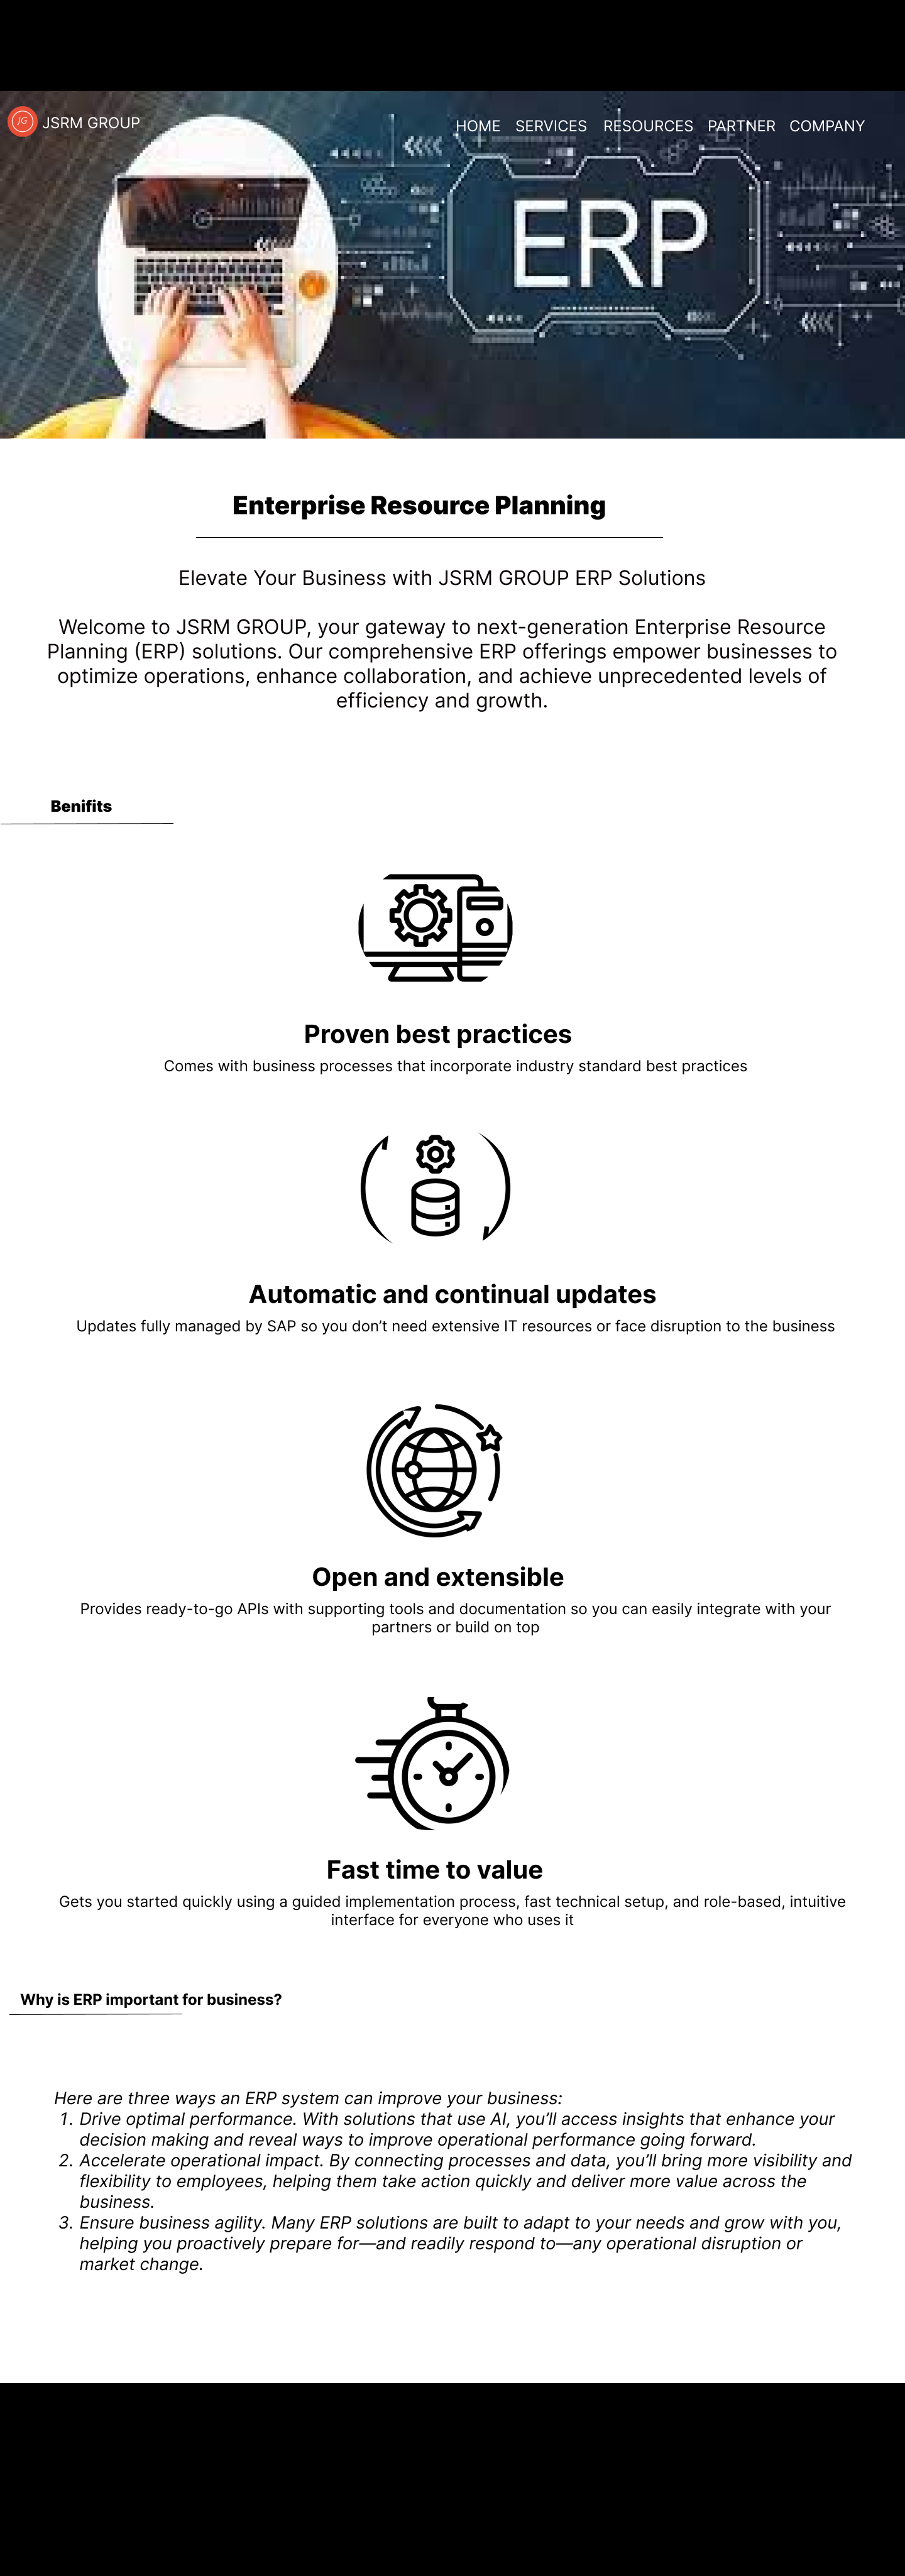 JG
JSRM GROUP
HOME SERVICES RESOURCES PARTNER COMPANY
ERP
Enterprise Resource Planning
Elevate Your Business with JSRM GROUP ERP Solutions
Welcome to JSRM GROUP, your gateway to next-generation Enterprise Resource
Planning (ERP) solutions. Our comprehensive ERP offerings empower businesses to
optimize operations, enhance collaboration, and achieve unprecedented levels of
efficiency and growth.
Benifits
Proven best practices
Comes with business processes that incorporate industry standard best practices
Automatic and continual updates
Updates fully managed by SAP so you don’t need extensive IT resources or face disruption to the business
Open and extensible
Provides ready-to-go APIs with supporting tools and documentation so you can easily integrate with your
partners or build on top
Fast time to value
Gets you started quickly using a guided implementation process, fast technical setup, and role-based, intuitive
interface for everyone who uses it
Why is ERP important for business?
Here are three ways an ERP system can improve your business:
1. Drive optimal performance. With solutions that use AI, you’ll access insights that enhance your
decision making and reveal ways to improve operational performance going forward.
2. Accelerate operational impact. By connecting processes and data, you’ll bring more visibility and
flexibility to employees, helping them take action quickly and deliver more value across the
business.
3. Ensure business agility. Many ERP solutions are built to adapt to your needs and grow with you,
helping you proactively prepare for—and readily respond to—any operational disruption or
market change.